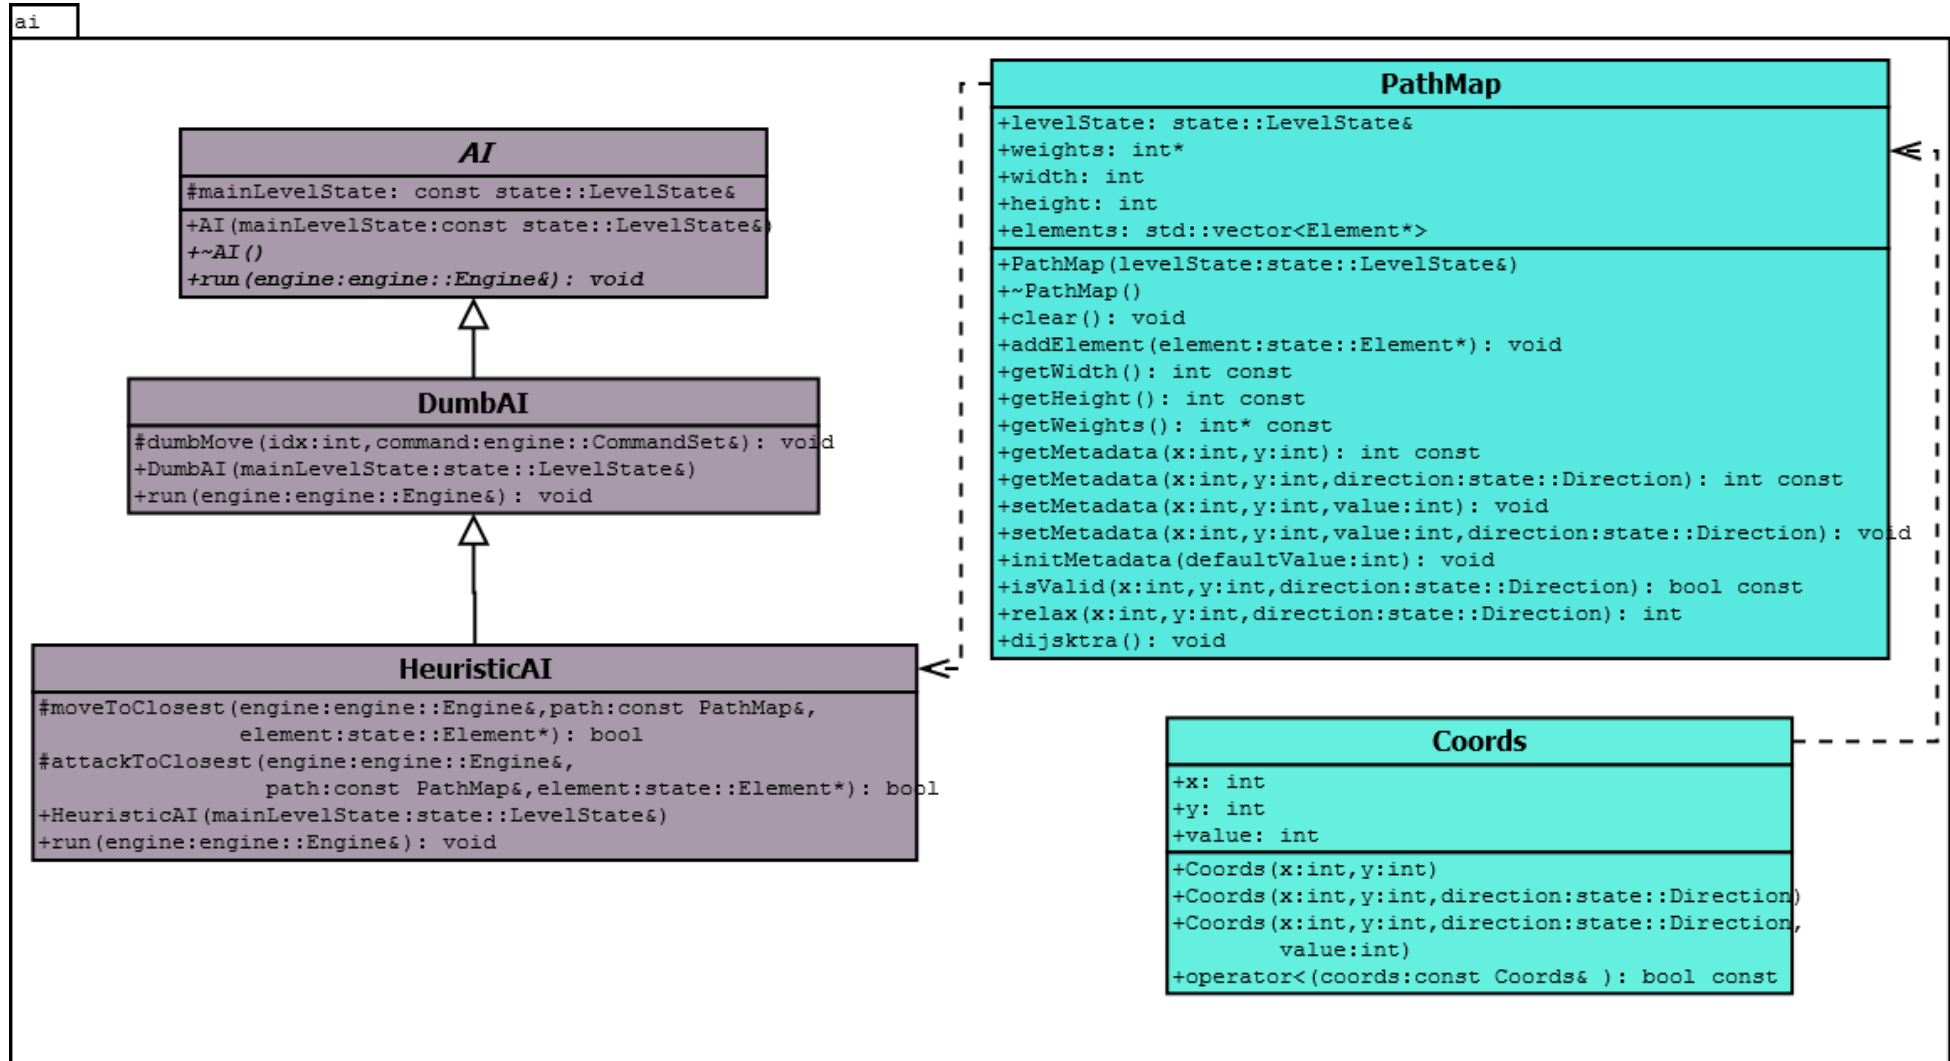 ai
AI
#mainLevelState: const state::LevelState&
+AI(mainLevelState:const state::LevelState&)
+~AI()
+run(engine:engine::Engine&): void
DumbAI
#dumbMove(idx:int,command:engine::CommandSet&): void
+DumbAI(mainLevelState:state::LevelState&)
+run(engine:engine::Engine&): void
HeuristicAI
#moveToClosest(engine:engine::Engine&,path:const PathMap&,
element:state::Element*): bool
#attackToClosest(engine:engine::Engine&,
path:const PathMap&,element:state::Element*): bool
+HeuristicAI(mainLevelState:state::LevelState&)
+run(engine:engine::Engine&): void
PathMap
+levelState: state::LevelState&
+weights: int*
+width: int
+height: int
+elements: std::vector<Element*>
+PathMap(levelState:state::LevelState&)
+~PathMap()
+clear(): void
+addElement(element:state::Element*): void
+getWidth(): int const
+getHeight(): int const
+getWeights(): int* const
+getMetadata(x:int,y:int): int const
+getMetadata(x:int,y:int,direction:state::Direction): int const
+setMetadata(x:int,y:int,value:int): void
+setMetadata(x:int,y:int,value:int,direction:state::Direction): void
+initMetadata(defaultValue:int): void
+isValid(x:int,y:int,direction:state::Direction): bool const
+relax(x:int,y:int,direction:state::Direction): int
+dijsktra(): void
Coords
+x: int
+y: int
+value: int
+Coords(x:int,y:int)
+Coords(x:int,y:int,direction:state::Direction)
+Coords(x:int,y:int,direction:state::Direction,
value:int)
+operator<(coords:const Coords& ): bool const